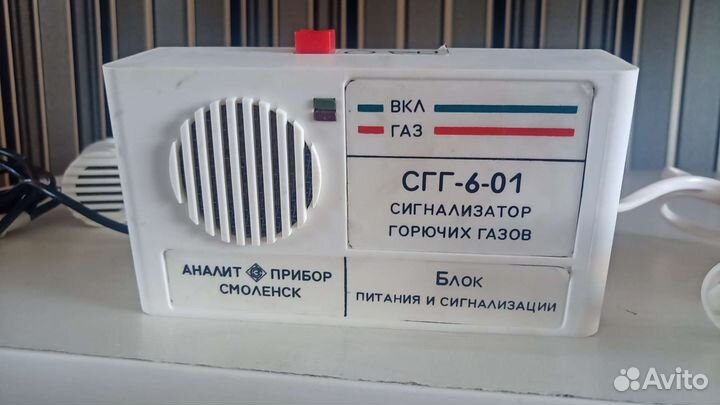 ВКЛ
ГАЗ
СГГ-6-01
СИГНАЛИЗАТОР
ГОРЮЧИХ ГАЗОВ
АНАЛИТ ПРИБОР
СМОЛЕНСК
БЛОК
ПИТАНИЯ И СИГНАЛИЗАЦИИ
Avito